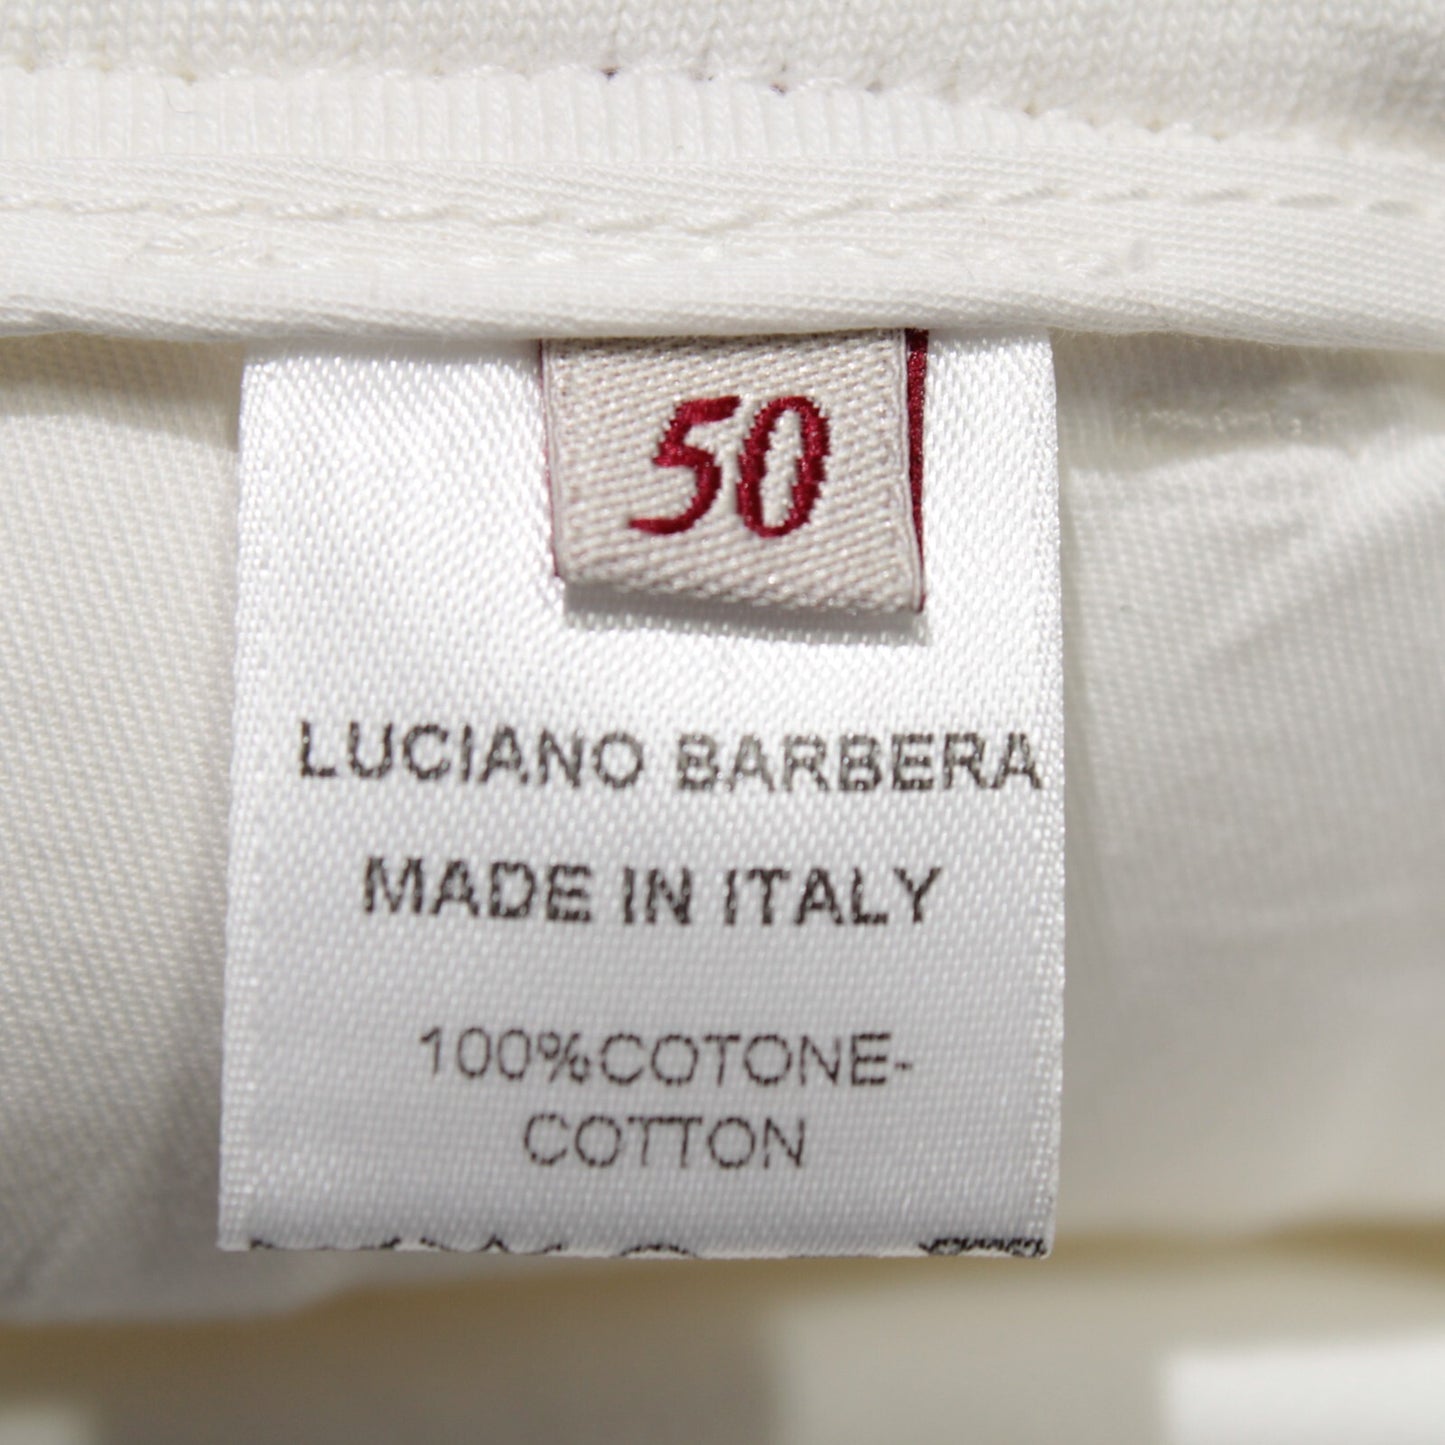 50
LUCIANO BARBERA
MADE IN ITALY
100%COTONE-
COTTON